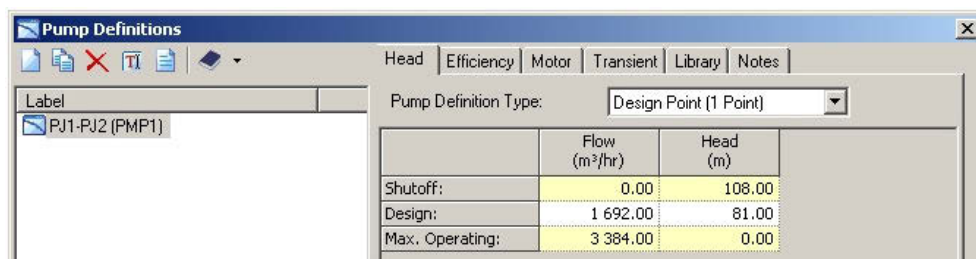 Pump Definitions
Head Efficiency Motor Transient Library Notes
Label
PJ1-PJ2 (PMP1)
Pump Definition Type: Design Point (1 Point)
Flow (m³/hr) Head (m)
Shutoff: 0.00 108.00
Design: 1 692.00 81.00
Max. Operating: 3 384.00 0.00